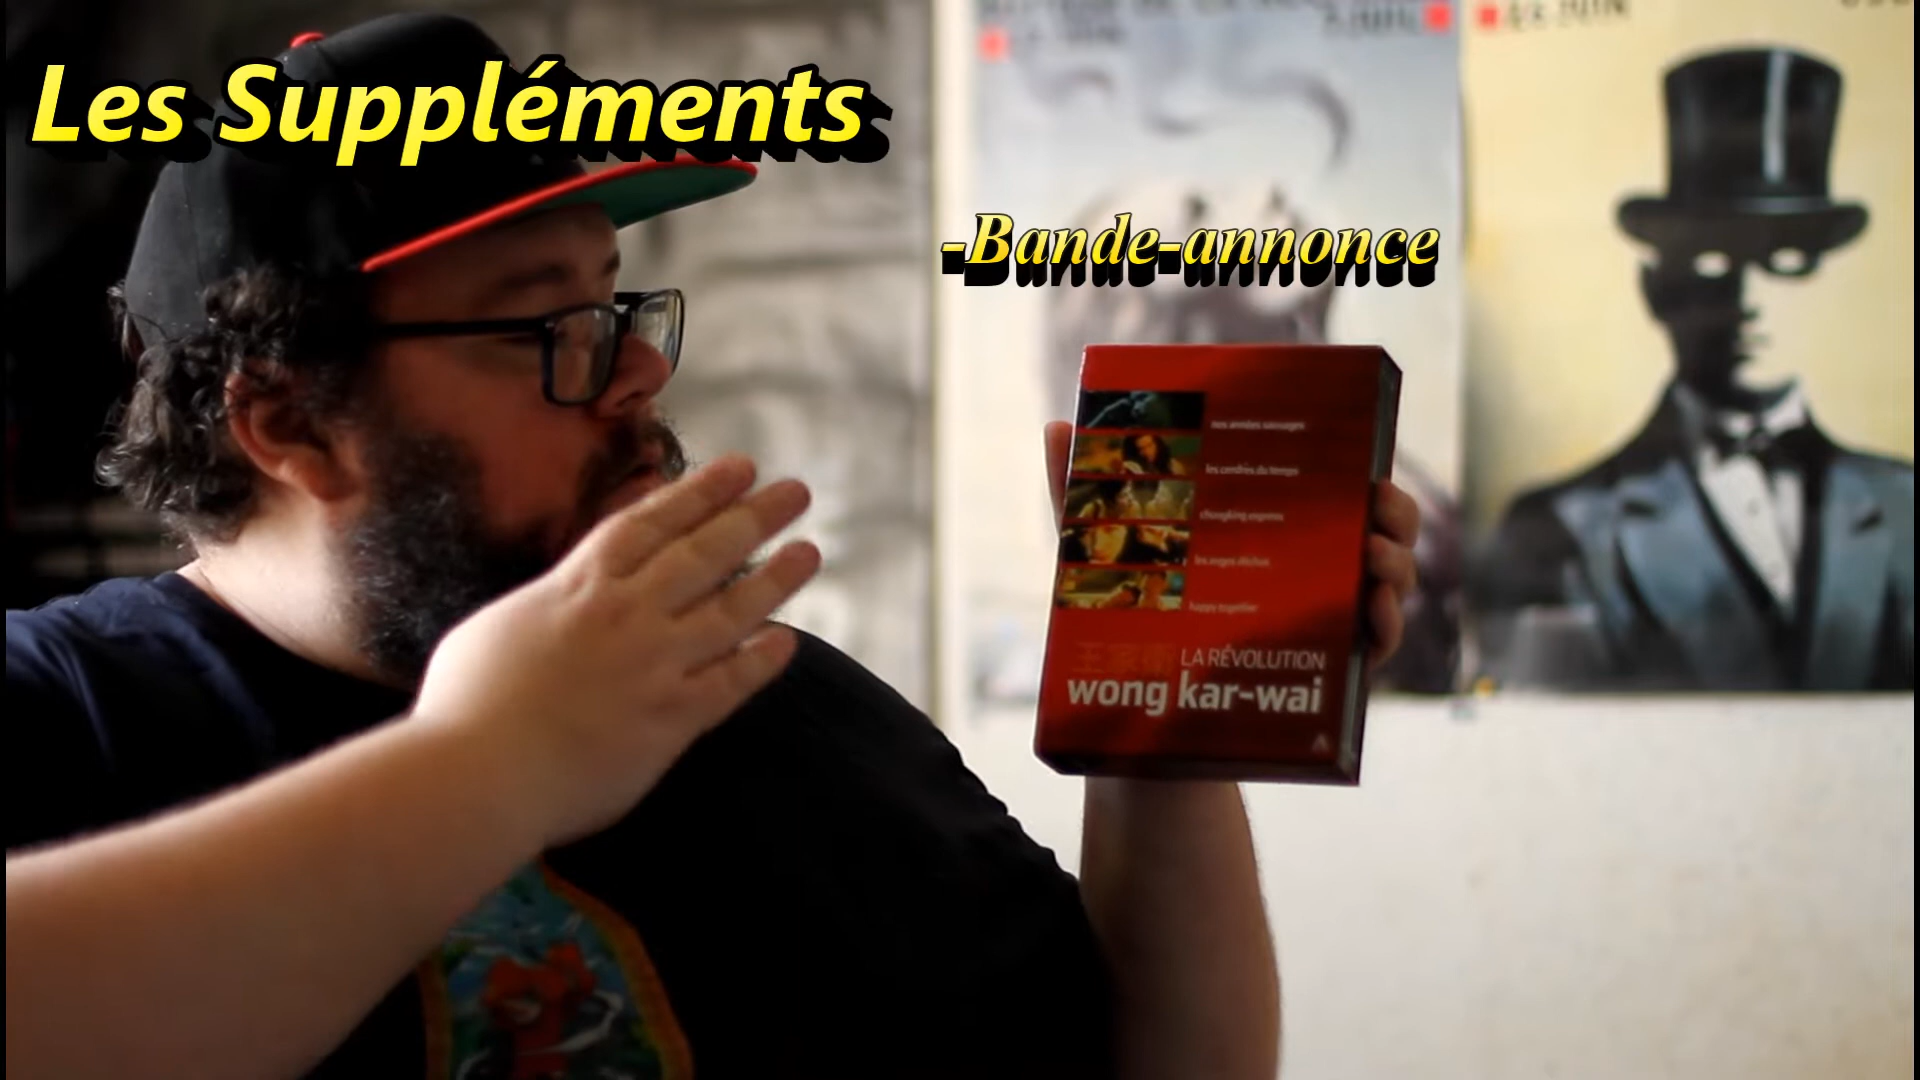 Les Suppléments
-Bande-annonce
nos années sauvages
les cendres du temps
chungking express
les anges déchus
happy together
王家衛 LA RÉVOLUTION
wong kar-wai